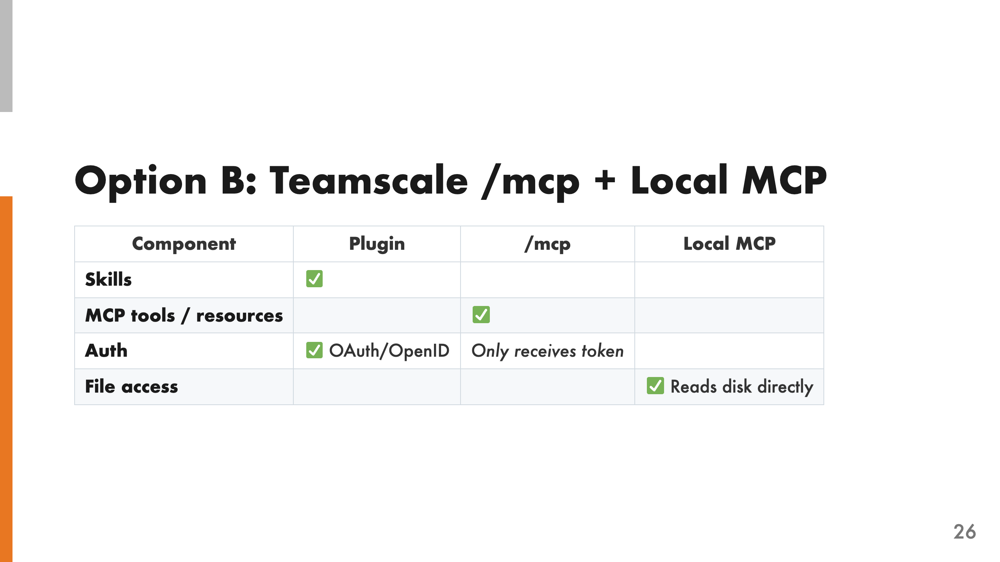 Option B: Teamscale /mcp + Local MCP
Component Plugin /mcp Local MCP
Skills ✅
MCP tools / resources ✅
Auth ✅ OAuth/OpenID Only receives token
File access ✅ Reads disk directly
26